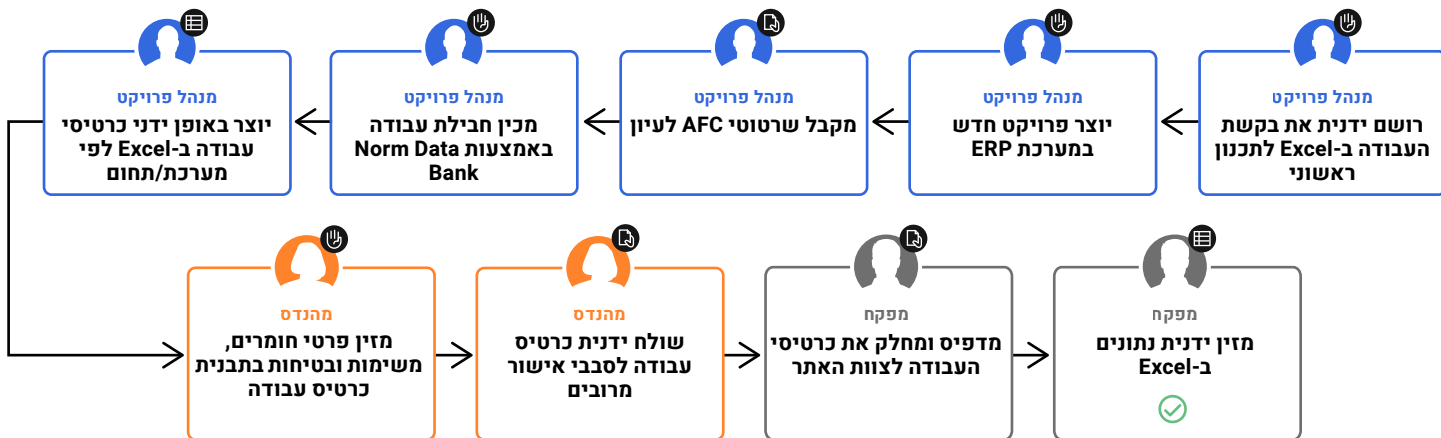 מנהל פרויקט
רושם ידנית את בקשת
העבודה ב-Excel לתכנון
ראשוני
מנהל פרויקט
יוצר פרויקט חדש
במערכת ERP
מנהל פרויקט
מקבל שרטוטי AFC לעיון
מנהל פרויקט
מכין חבילת עבודה
באמצעות Norm Data
Bank
מנהל פרויקט
יוצר באופן ידני כרטיסי
עבודה ב-Excel לפי
מערכת/תחום
מהנדס
מזין פרטי חומרים,
משימות ובטיחות בתבנית
כרטיס עבודה
מהנדס
שולח ידנית כרטיס
עבודה לסבבי אישור
מרובים
מפקח
מדפיס ומחלק את כרטיסי
העבודה לצוות האתר
מפקח
מזין ידנית נתונים
ב-Excel